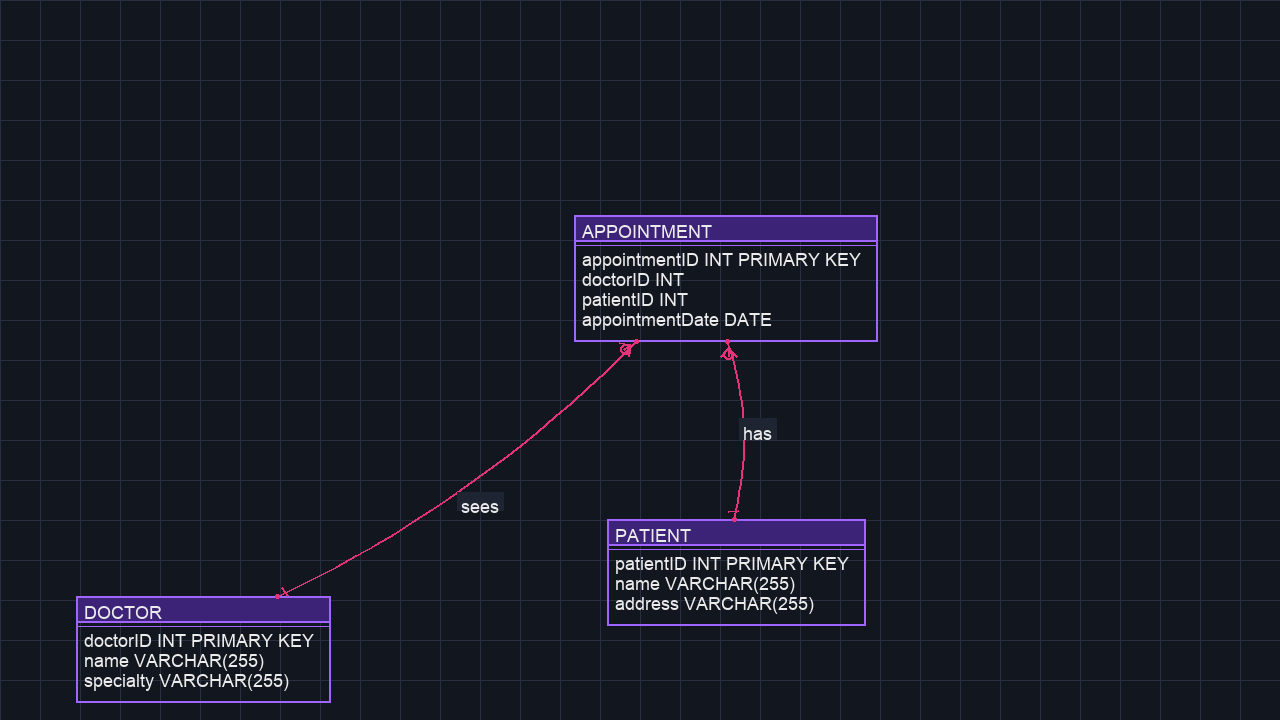 APPOINTMENT
appointmentID INT PRIMARY KEY
doctorID INT
patientID INT
appointmentDate DATE
has
sees
PATIENT
patientID INT PRIMARY KEY
name VARCHAR(255)
address VARCHAR(255)
DOCTOR
doctorID INT PRIMARY KEY
name VARCHAR(255)
specialty VARCHAR(255)